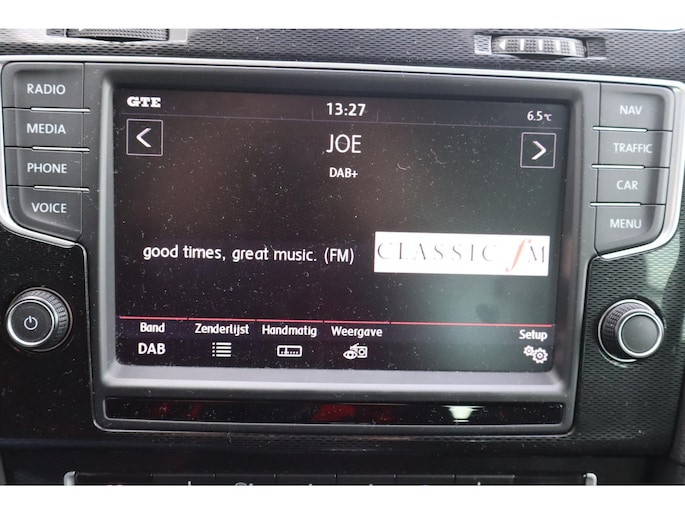 RADIO
MEDIA
PHONE
VOICE
GTE
13:27
6.5°C
JOE
DAB+
good times, great music. (FM)
CLASSIC fM
Band
Zenderlijst
Handmatig
Weergave
Setup
DAB
NAV
TRAFFIC
CAR
MENU